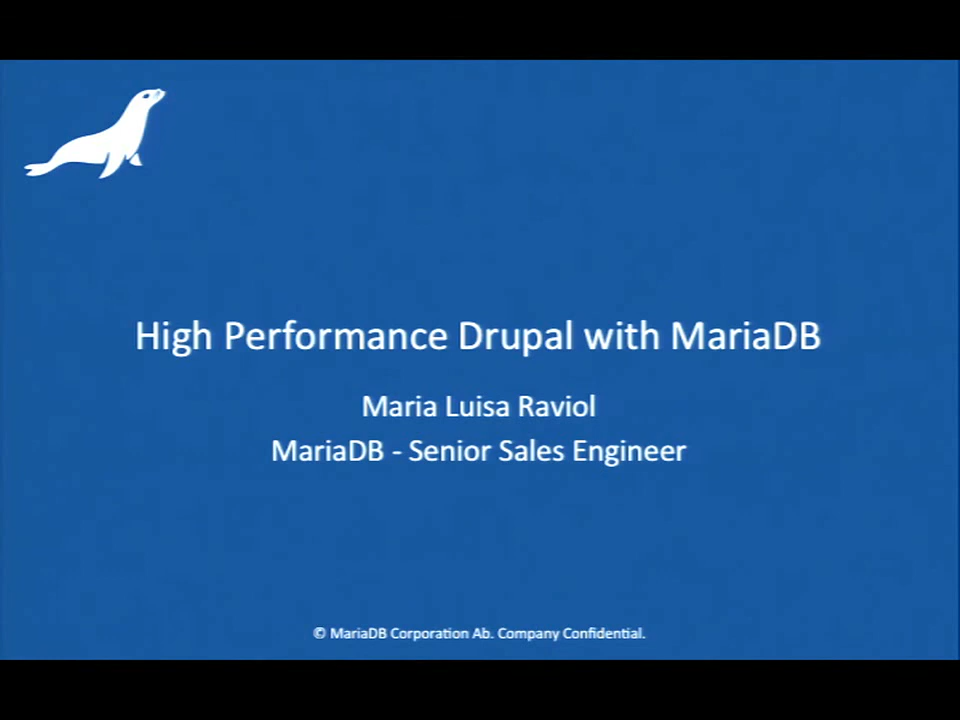 High Performance Drupal with MariaDB
Maria Luisa Raviol
MariaDB - Senior Sales Engineer
© MariaDB Corporation Ab. Company Confidential.